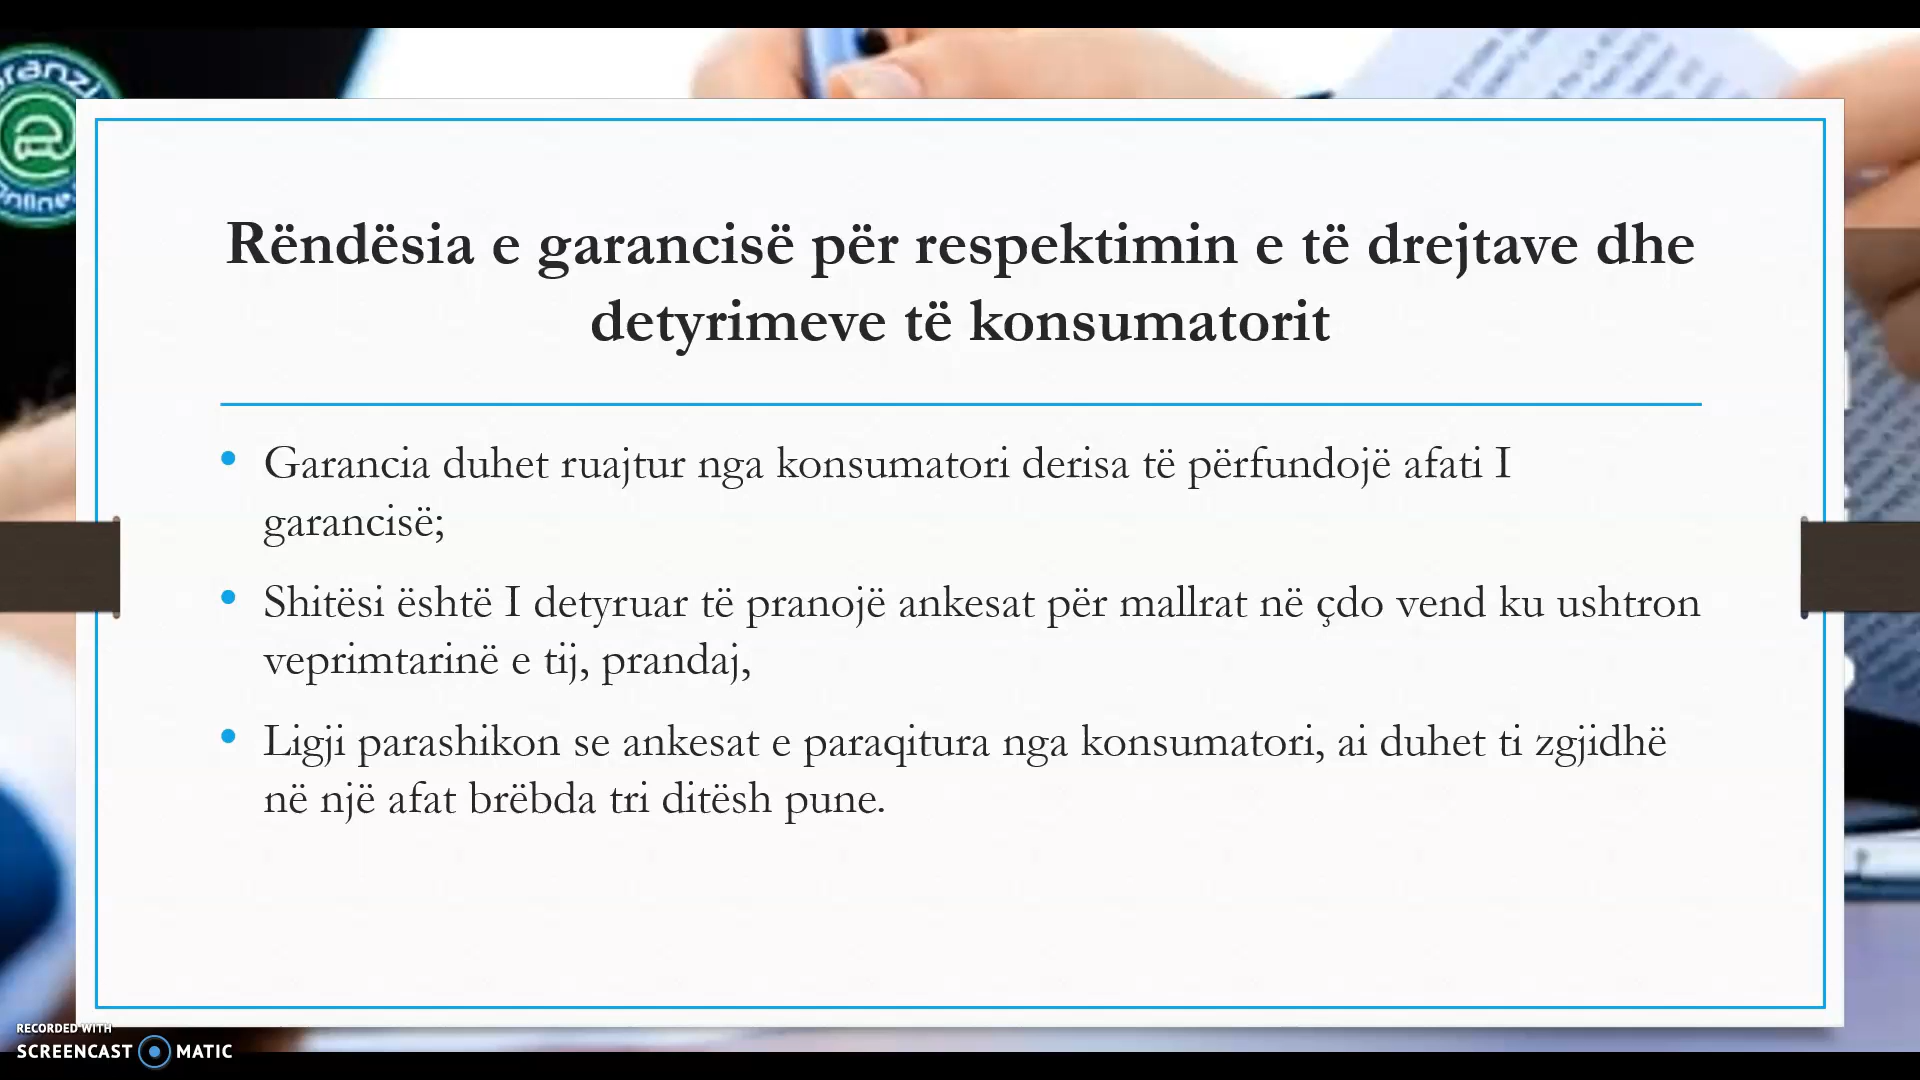 Rëndësia e garancisë për respektimin e të drejtave dhe
detyrimeve të konsumatorit
• Garancia duhet ruajtur nga konsumatori derisa të përfundojë afati I
garancisë;
• Shitësi është I detyruar të pranojë ankesat për mallrat në çdo vend ku ushtron
veprimtarinë e tij, prandaj,
• Ligji parashikon se ankesat e paraqitura nga konsumatori, ai duhet ti zgjidhë
në një afat brëbda tri ditësh pune.
RECORDED WITH
SCREENCAST MATIC